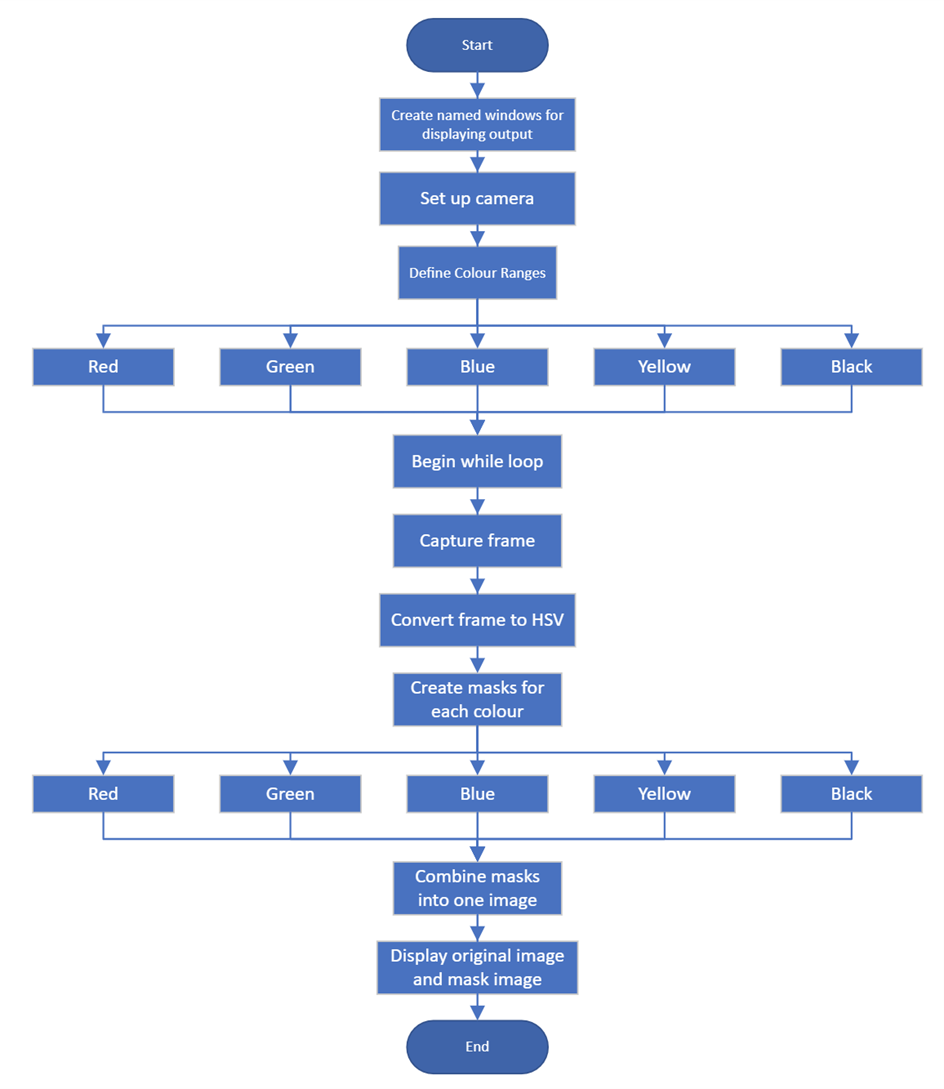 Start
Create named windows for
displaying output
Set up camera
Define Colour Ranges
Red
Green
Blue
Yellow
Black
Begin while loop
Capture frame
Convert frame to HSV
Create masks for
each colour
Red
Green
Blue
Yellow
Black
Combine masks
into one image
Display original image
and mask image
End